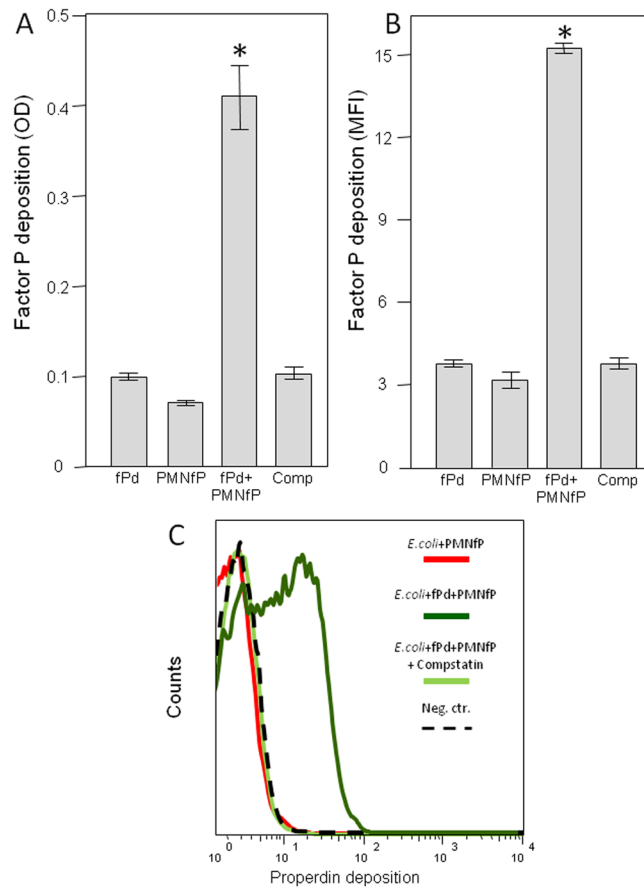 A
Factor P deposition (OD)
0.5
0.4
0.3
0.2
0.1
0
*
fPd
PMNfP
fPd+
PMNfP
Comp
B
Factor P deposition (MFI)
15
12
9
6
3
0
*
fPd
PMNfP
fPd+
PMNfP
Comp
C
Counts
E.coli+PMNfP
E.coli+fPd+PMNfP
E.coli+fPd+PMNfP
+ Compstatin
Neg. ctr.
10 0
10 1
10 2
10 3
10 4
Properdin deposition